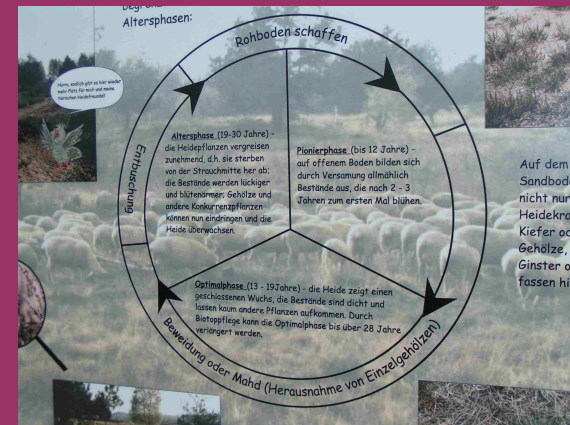 Altersphasen:
Hurra, endlich gibt es hier wieder
mehr Platz für mich und meine
tierischen Heidefreunde!
Rohboden schaffen
Entbuschung
Altersphase (19-30 Jahre) -
die Heidepflanzen vergreisen
zunehmend, d.h. sie sterben
von der Strauchmitte her ab;
die Bestände werden lückiger
und blütenärmer; Gehölze und
andere Konkurrenzpflanzen
können nun eindringen und die
Heide überwachsen.
Pionierphase (bis 12 Jahre) -
auf offenem Boden bilden sich
durch Versamung allmählich
Bestände aus, die nach 2 - 3
Jahren zum ersten Mal blühen.
Optimalphase (13 - 19Jahre) - die Heide zeigt einen
geschlossenen Wuchs, die Bestände sind dicht und
lassen kaum andere Pflanzen aufkommen. Durch
Biotoppflege kann die Optimalphase bis über 28 Jahre
verlängert werden.
Beweidung oder Mahd (Herausnahme von Einzelgehölzen)
Auf dem
Sandbod
nicht nur
Heidekra
Kiefer od
Gehölze,
Ginster o
fassen hi